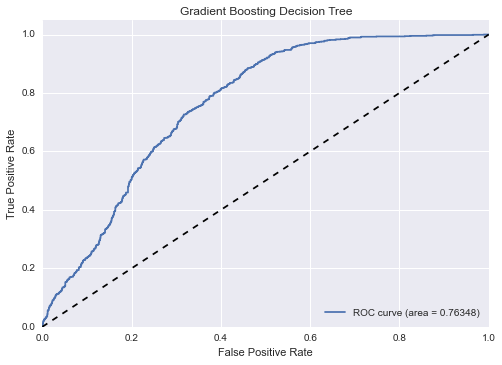 Gradient Boosting Decision Tree
True Positive Rate
1.0
0.8
0.6
0.4
0.2
0.0
ROC curve (area = 0.76348)
0.0 0.2 0.4 0.6 0.8 1.0
False Positive Rate